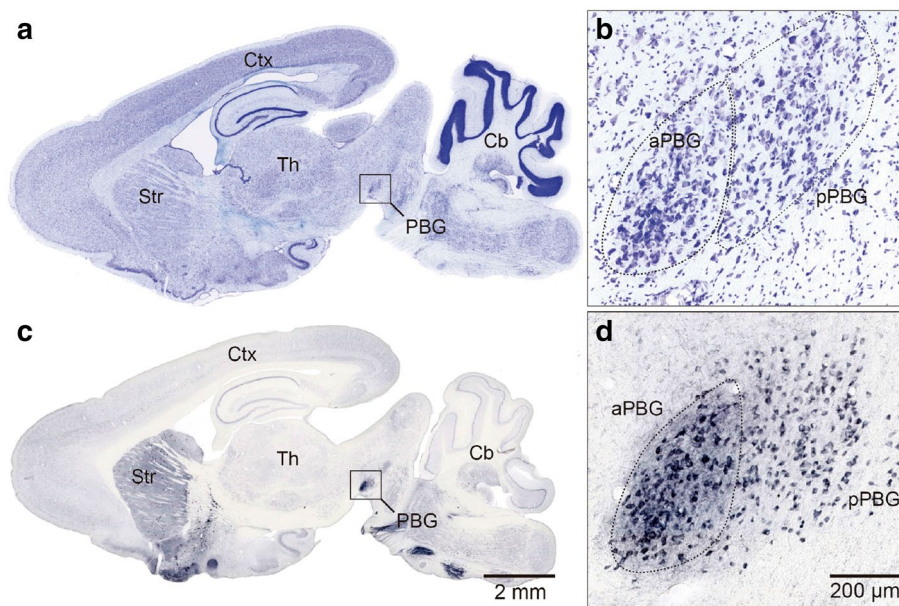 a
Ctx
Th
Str
Cb
PBG
b
aPBG
pPBG
c
Ctx
Th
Str
Cb
PBG
2 mm
d
aPBG
pPBG
200 µm